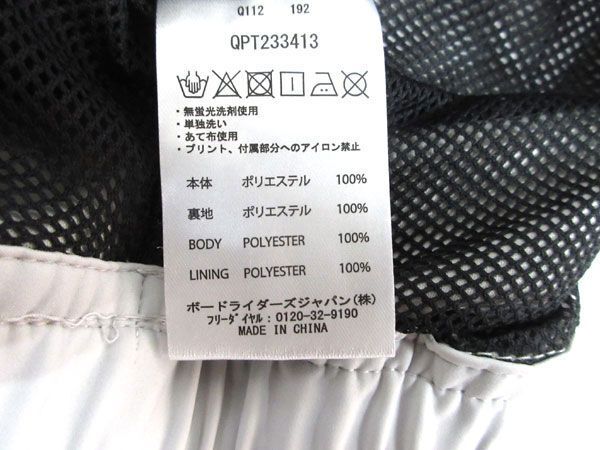 Q112 192
QPT233413
・無蛍光洗剤使用
・単独洗い
・あて布使用
・プリント、付属部分へのアイロン禁止
本体 ポリエステル 100%
裏地 ポリエステル 100%
BODY POLYESTER 100%
LINING POLYESTER 100%
ボードライダーズジャパン(株)
フリーダイヤル:0120-32-9190
MADE IN CHINA